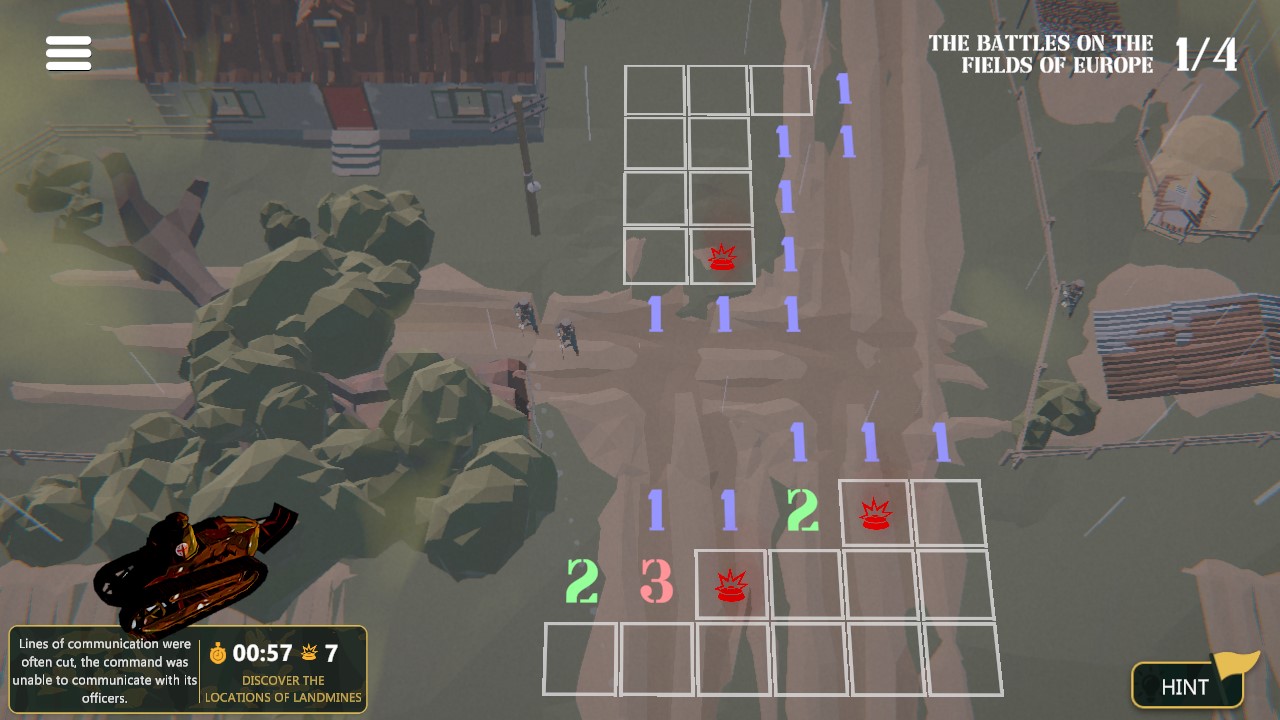 THE BATTLES ON THE
FIELDS OF EUROPE
1/4
1
1 1
1
1
1 1 1
1 1 1
1 1 2
2 3
Lines of communication were
often cut, the command was
unable to communicate with its
officers.
00:57 7
DISCOVER THE
LOCATIONS OF LANDMINES
HINT